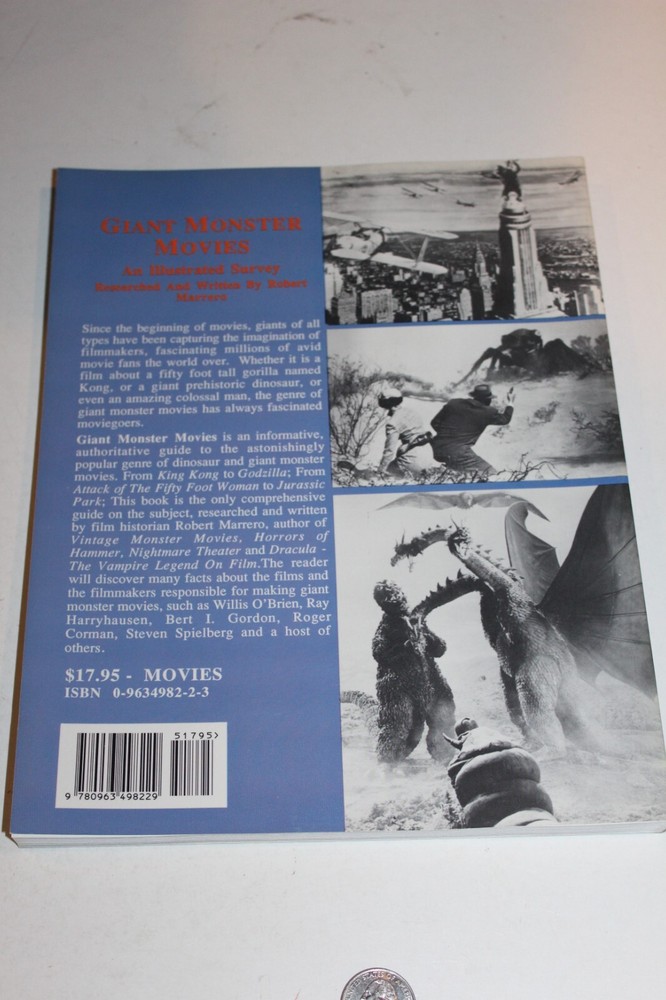 GIANT MONSTER
MOVIES
An Illustrated Survey
Researched And Written By Robert
Marrero
Since the beginning of movies, giants of all
types have been capturing the imagination of
filmmakers, fascinating millions of avid
movie fans the world over. Whether it is a
film about a fifty foot tall gorilla named
Kong, or a giant prehistoric dinosaur, or
even an amazing colossal man, the genre of
giant monster movies has always fascinated
moviegoers.
Giant Monster Movies is an informative,
authoritative guide to the astonishingly
popular genre of dinosaur and giant monster
movies. From King Kong to Godzilla; From
Attack of The Fifty Foot Woman to Jurassic
Park; This book is the only comprehensive
guide on the subject, researched and written
by film historian Robert Marrero, author of
Vintage Monster Movies, Horrors of
Hammer, Nightmare Theater and Dracula -
The Vampire Legend On Film.The reader
will discover many facts about the films and
the filmmakers responsible for making giant
monster movies, such as Willis O'Brien, Ray
Harryhausen, Bert I. Gordon, Roger
Corman, Steven Spielberg and a host of
others.
$17.95 - MOVIES
ISBN 0-9634982-2-3
51795>
9 780963 498229